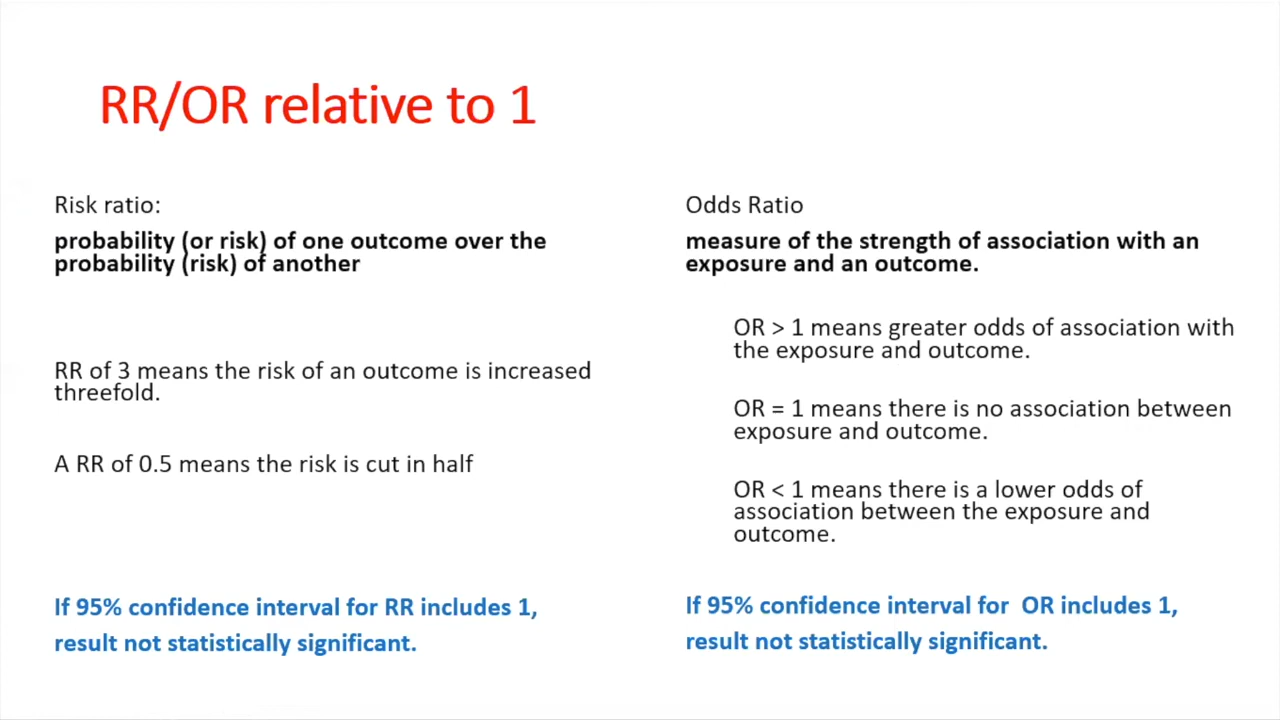 RR/OR relative to 1
Risk ratio:
probability (or risk) of one outcome over the
probability (risk) of another
RR of 3 means the risk of an outcome is increased
threefold.
A RR of 0.5 means the risk is cut in half
If 95% confidence interval for RR includes 1,
result not statistically significant.
Odds Ratio
measure of the strength of association with an
exposure and an outcome.
OR > 1 means greater odds of association with
the exposure and outcome.
OR = 1 means there is no association between
exposure and outcome.
OR < 1 means there is a lower odds of
association between the exposure and
outcome.
If 95% confidence interval for OR includes 1,
result not statistically significant.